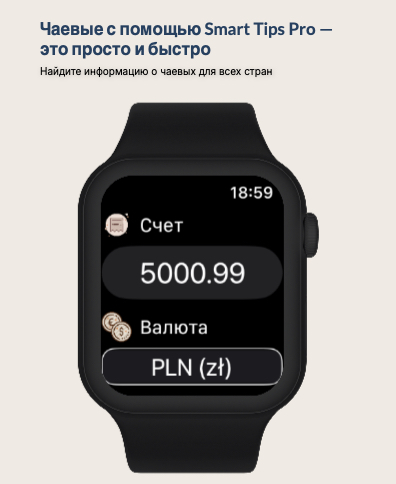 Чаевые с помощью Smart Tips Pro —
это просто и быстро
Найдите информацию о чаевых для всех стран
18:59
Счет
5000.99
Валюта
PLN (zł)